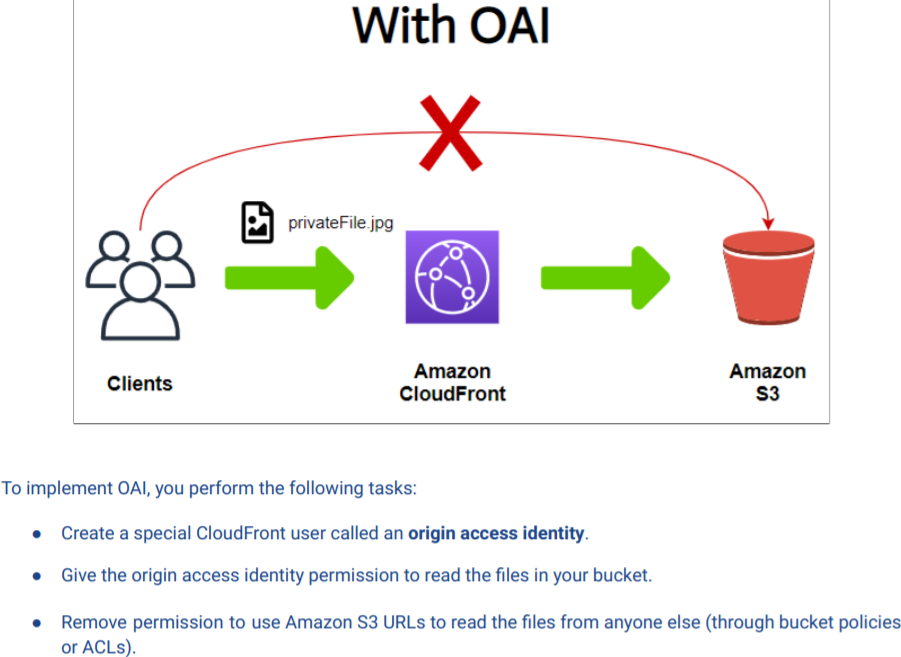 With OAI
privateFile.jpg
Clients
Amazon
CloudFront
Amazon
S3
To implement OAI, you perform the following tasks:
● Create a special CloudFront user called an origin access identity.
● Give the origin access identity permission to read the files in your bucket.
● Remove permission to use Amazon S3 URLs to read the files from anyone else (through bucket policies
or ACLs).